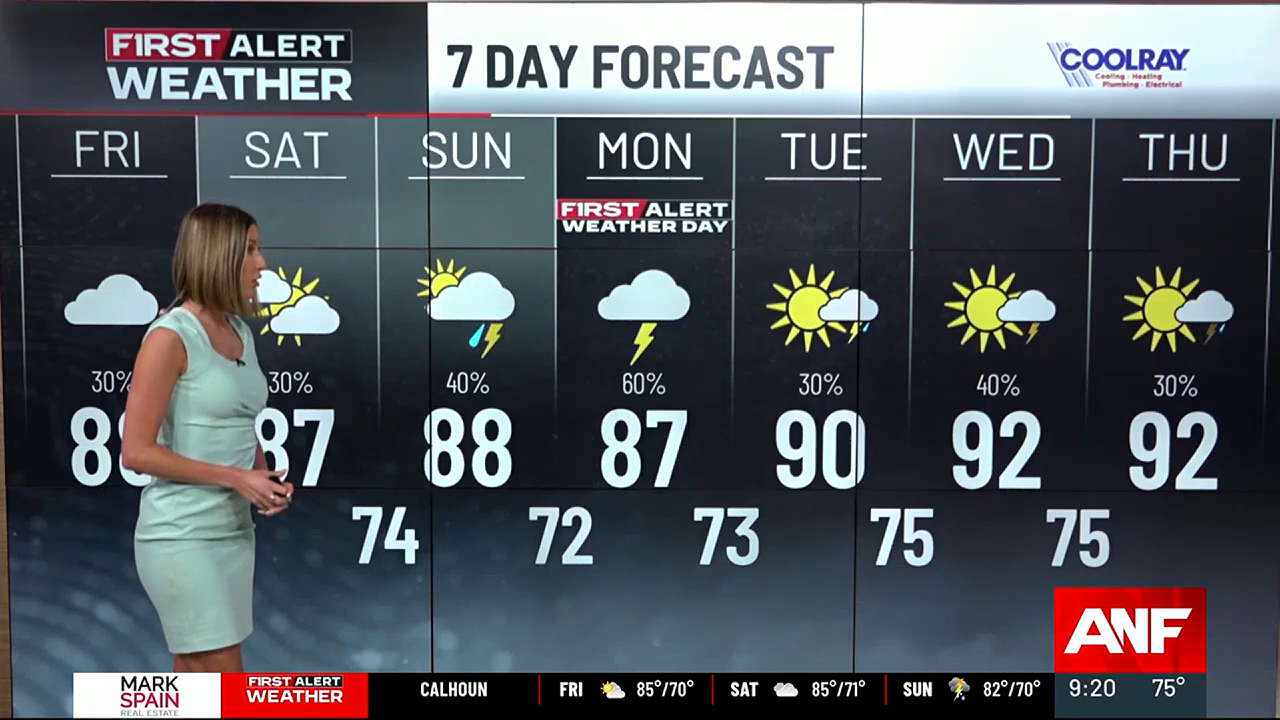 FIRST ALERT
WEATHER
7 DAY FORECAST
COOLRAY
Cooling · Heating
Plumbing · Electrical
FRI SAT SUN MON TUE WED THU
FIRST ALERT
WEATHER DAY
30% 30% 40% 60% 30% 40% 30%
87 88 87 90 92 92
74 72 73 75 75
ANF
MARK
SPAIN
REAL ESTATE
FIRST ALERT
WEATHER
CALHOUN FRI 85°/70° SAT 85°/71° SUN 82°/70°
9:20 75°